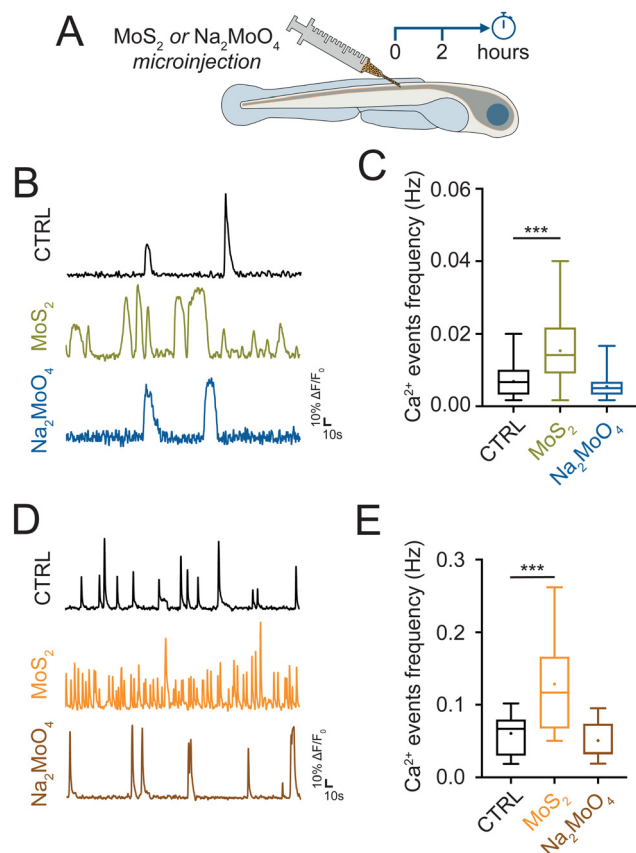 A
MoS₂ or Na₂MoO₄
microinjection
0 2 hours
B
CTRL
MoS₂
Na₂MoO₄
10% ΔF/F₀
10s
C
Ca²⁺ events frequency (Hz)
0.06
0.04
0.02
0.00
***
CTRL
MoS₂
Na₂MoO₄
D
CTRL
MoS₂
Na₂MoO₄
10% ΔF/F₀
10s
E
Ca²⁺ events frequency (Hz)
0.3
0.2
0.1
0.0
***
CTRL
MoS₂
Na₂MoO₄